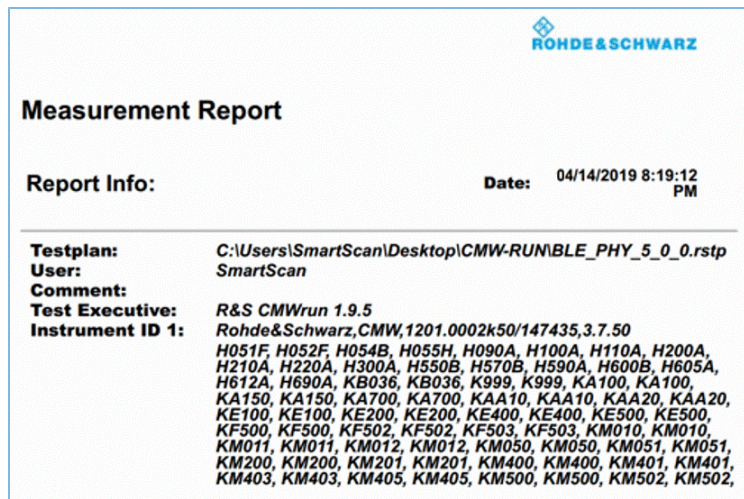 ROHDE&SCHWARZ
Measurement Report
Report Info:
Date: 04/14/2019 8:19:12
PM
Testplan: C:\Users\SmartScan\Desktop\CMW-RUN\BLE_PHY_5_0_0.rstp
User: SmartScan
Comment:
Test Executive: R&S CMWrun 1.9.5
Instrument ID 1: Rohde&Schwarz,CMW,1201.0002k50/147435,3.7.50
H051F, H052F, H054B, H055H, H090A, H100A, H110A, H200A,
H210A, H220A, H300A, H550B, H570B, H590A, H600B, H605A,
H612A, H690A, KB036, KB036, K999, K999, KA100, KA100,
KA150, KA150, KA700, KA700, KAA10, KAA10, KAA20, KAA20,
KE100, KE100, KE200, KE200, KE400, KE400, KE500, KE500,
KF500, KF500, KF502, KF502, KF503, KF503, KM010, KM010,
KM011, KM011, KM012, KM012, KM050, KM050, KM051, KM051,
KM200, KM200, KM201, KM201, KM400, KM400, KM401, KM401,
KM403, KM403, KM405, KM405, KM500, KM500, KM502, KM502,